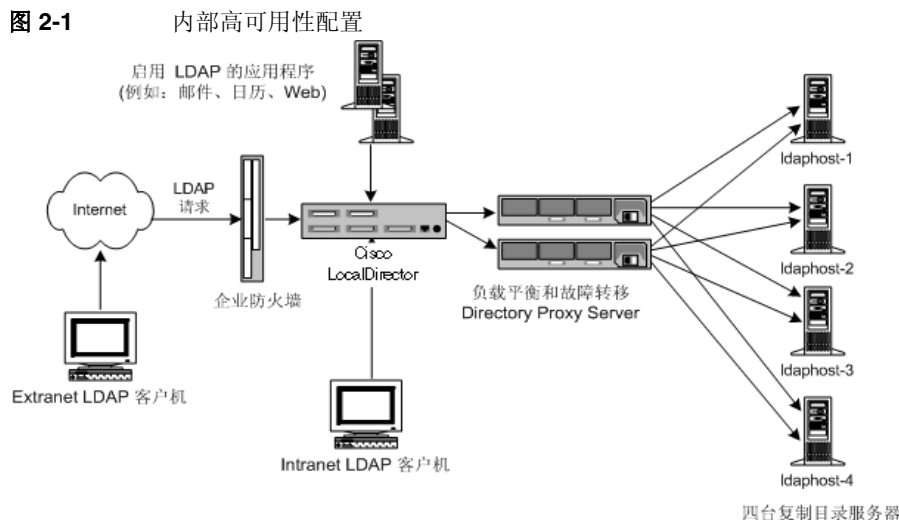 图 2-1 内部高可用性配置
启用 LDAP 的应用程序
(例如：邮件、日历、Web)
ldaphost-1
LDAP
请求
Internet
Cisco
LocalDirector
企业防火墙
负载平衡和故障转移
Directory Proxy Server
ldaphost-2
Extranet LDAP 客户机
ldaphost-3
Intranet LDAP 客户机
ldaphost-4
四台复制目录服务器